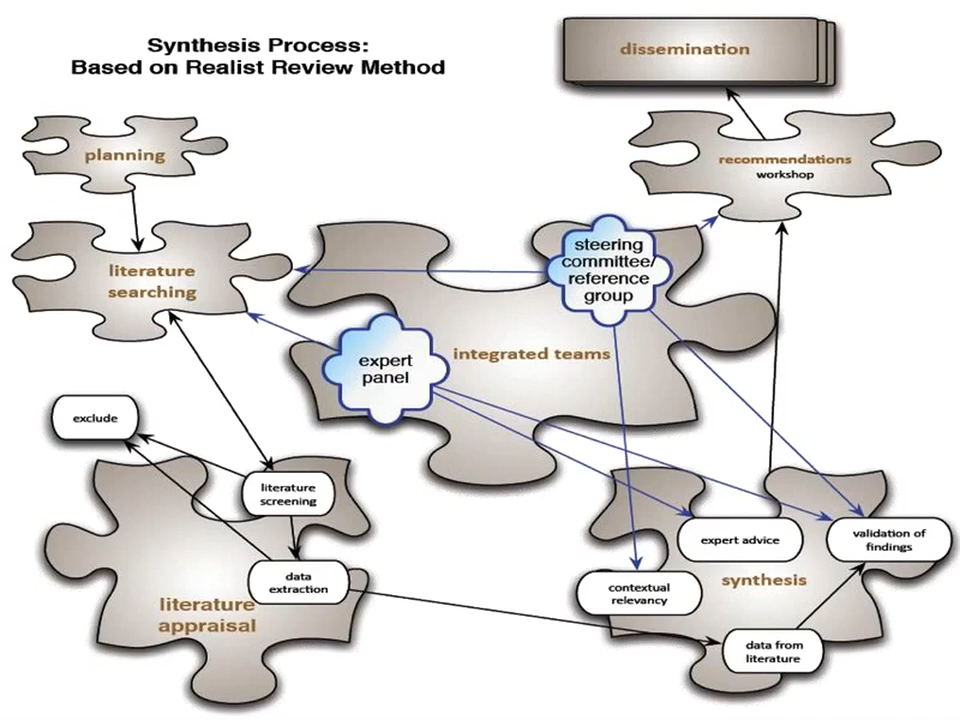 Synthesis Process:
Based on Realist Review Method
dissemination
planning
recommendations
workshop
literature
searching
steering
committee/
reference
group
expert
panel
integrated teams
exclude
literature
screening
data
extraction
literature
appraisal
expert advice
validation of
findings
synthesis
contextual
relevancy
data from
literature